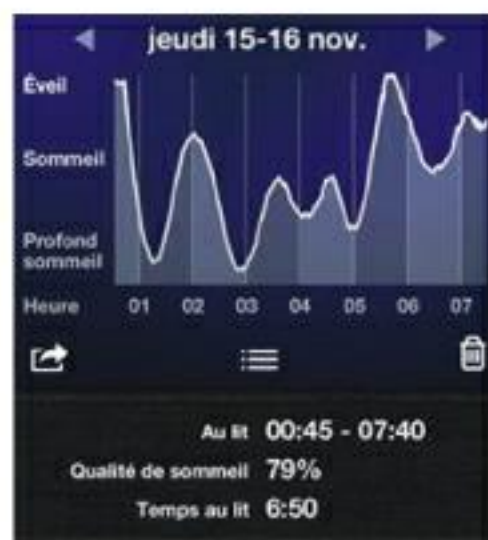 jeudi 15-16 nov.
Éveil
Sommeil
Profond
sommeil
Heure 01 02 03 04 05 06 07
Au lit 00:45 - 07:40
Qualité de sommeil 79%
Temps au lit 6:50